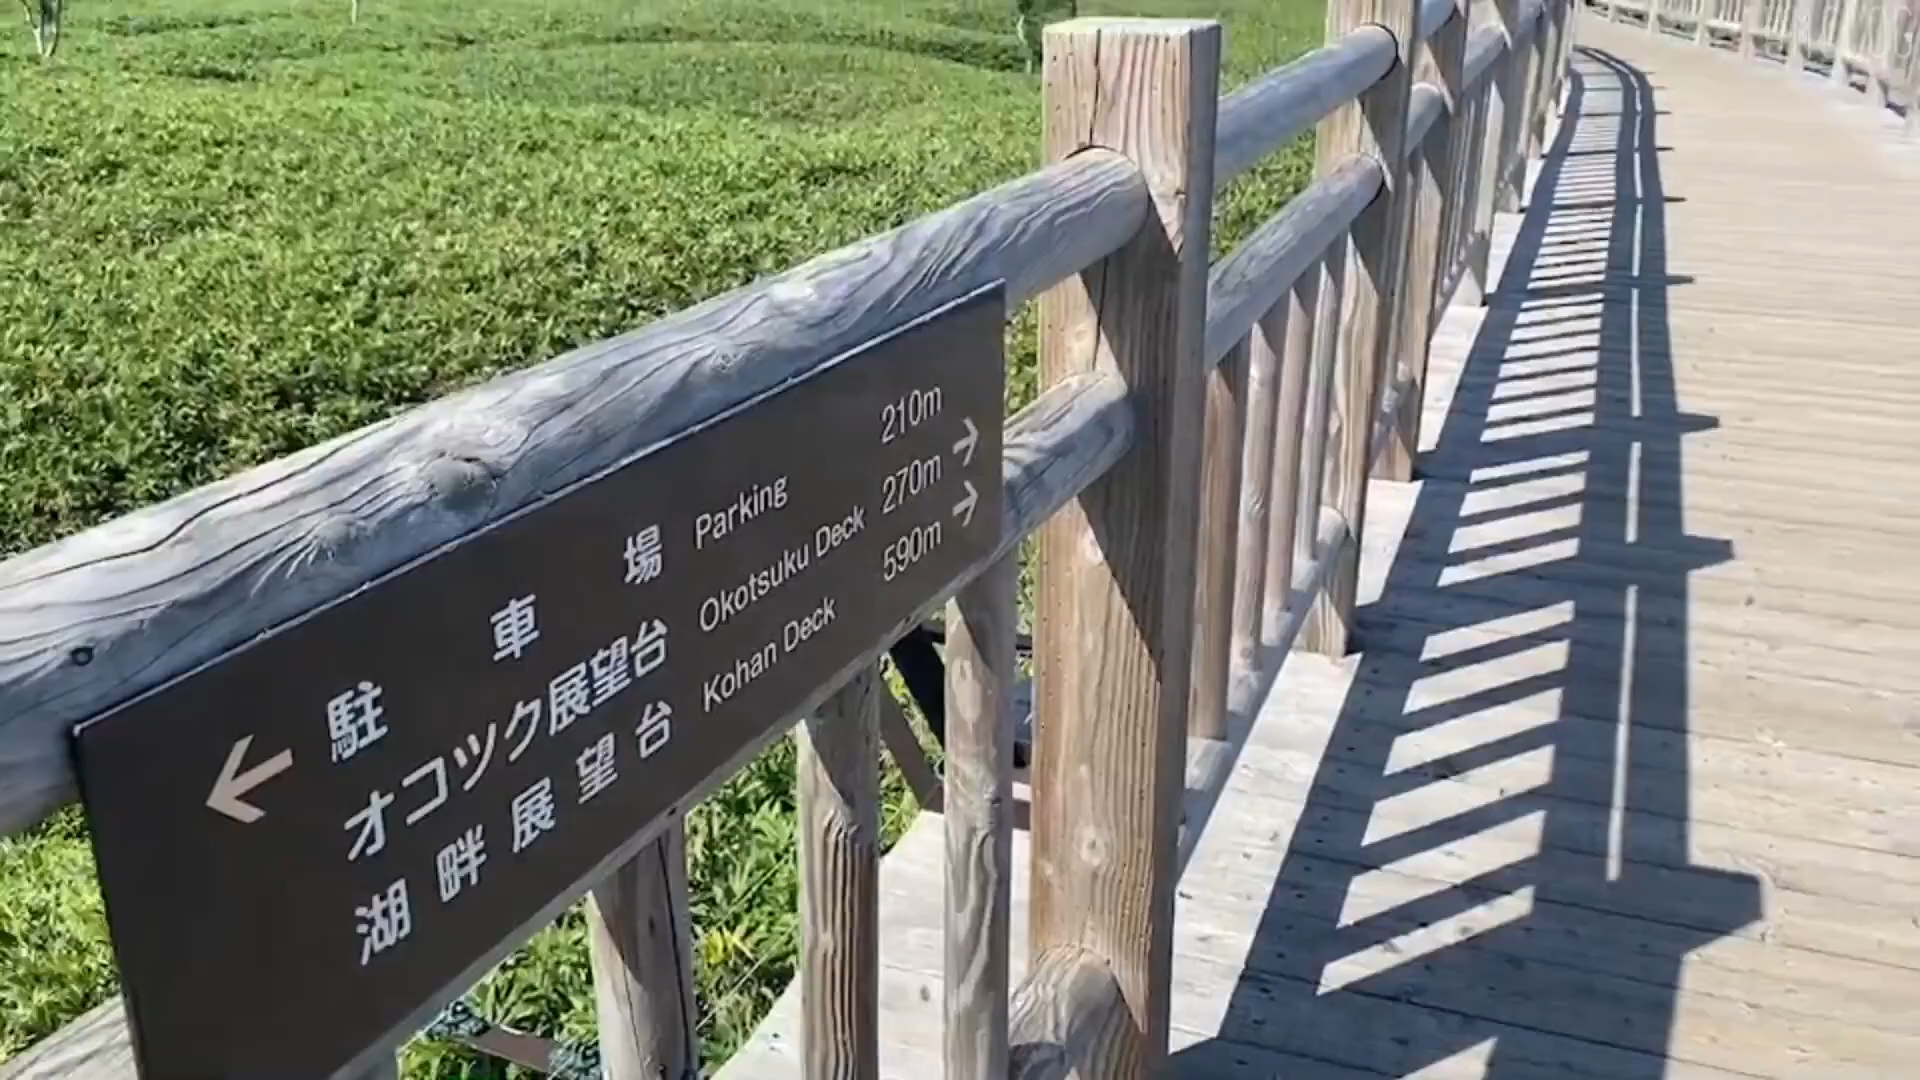 ← 駐車場 Parking 210m
オコツク展望台 Okotsuku Deck 270m →
湖畔展望台 Kohan Deck 590m →